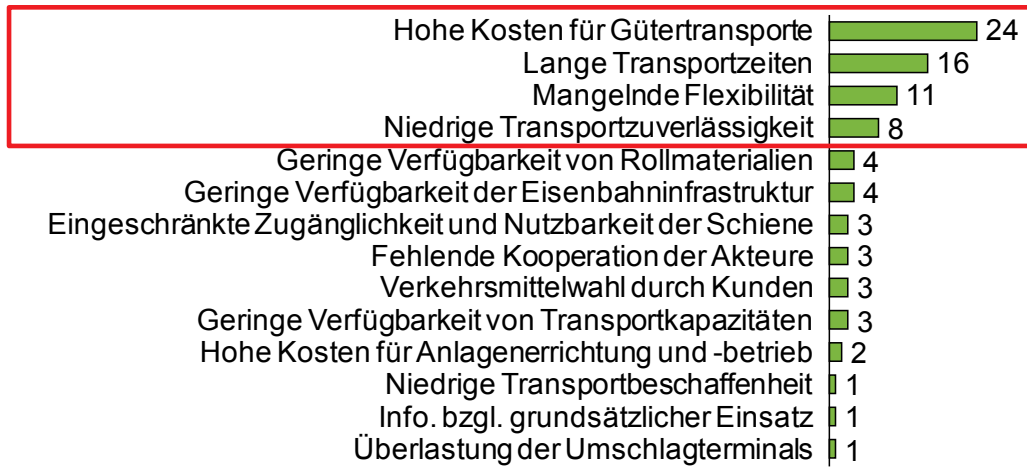 Hohe Kosten für Gütertransporte 24
Lange Transportzeiten 16
Mangelnde Flexibilität 11
Niedrige Transportzuverlässigkeit 8
Geringe Verfügbarkeit von Rollmaterialien 4
Geringe Verfügbarkeit der Eisenbahninfrastruktur 4
Eingeschränkte Zugänglichkeit und Nutzbarkeit der Schiene 3
Fehlende Kooperation der Akteure 3
Verkehrsmittelwahl durch Kunden 3
Geringe Verfügbarkeit von Transportkapazitäten 3
Hohe Kosten für Anlagenerrichtung und -betrieb 2
Niedrige Transportbeschaffenheit 1
Info. bzgl. grundsätzlicher Einsatz 1
Überlastung der Umschlagterminals 1